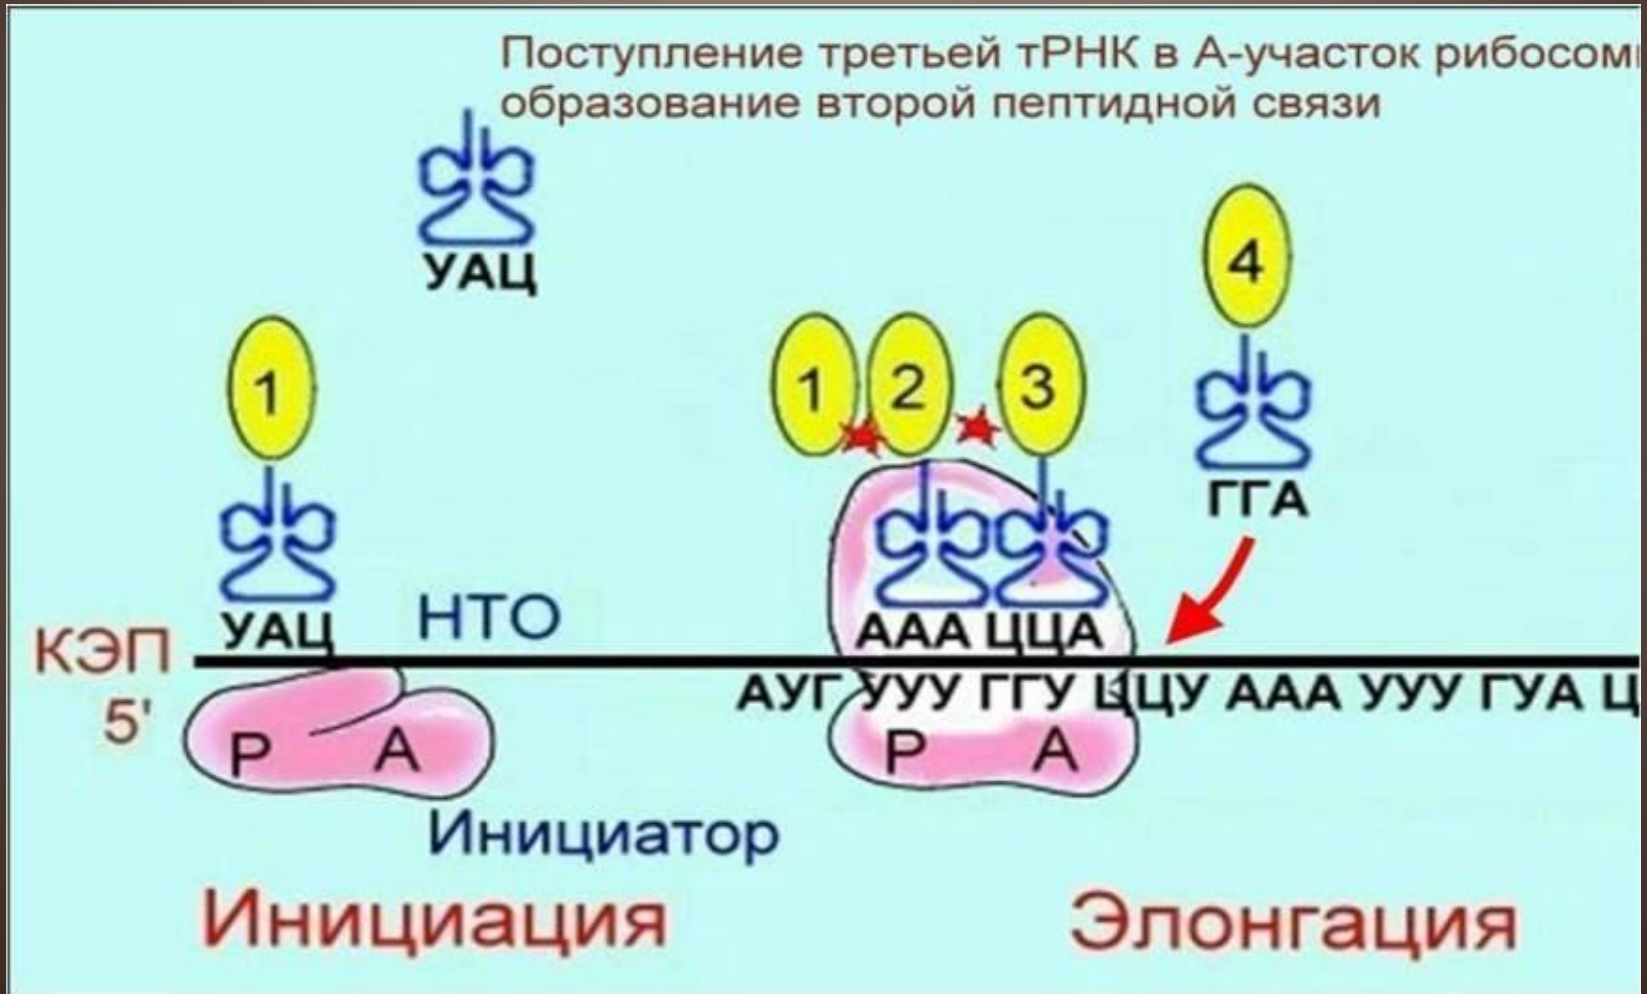 Поступление третьей тРНК в А-участок
образование второй пептидной связи
УАЦ
4
1
1 2 3
ГГА
УАЦ
НТО
ААА ЦЦА
КЭП
АУГ УУУ ГГУ ЦЦУ ААА УУУ ГУА Ц
5'
Р А
Р А
Инициатор
Инициация
Элонгация